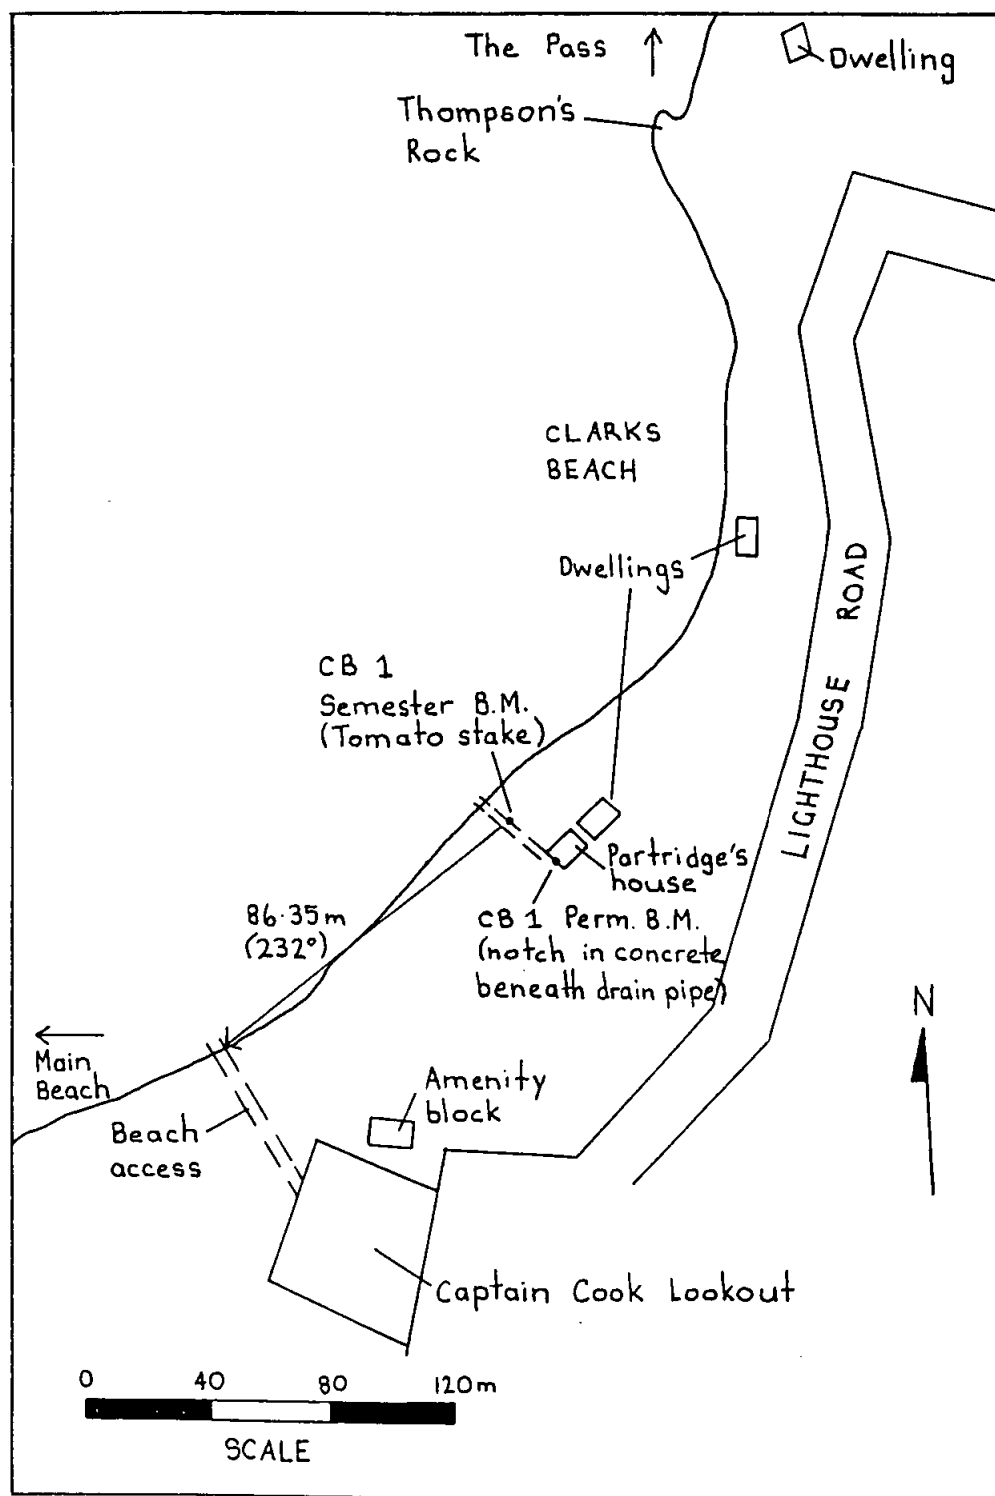 The Pass
Dwelling
Thompson's
Rock
CLARKS
BEACH
Dwellings
LIGHTHOUSE ROAD
CB 1
Semester B.M.
(Tomato stake)
Partridge's
house
86·35m
(232°)
CB 1 Perm. B.M.
(notch in concrete
beneath drain pipe)
N
Main
Beach
Amenity
block
Beach
access
Captain Cook Lookout
0 40 80 120m
SCALE